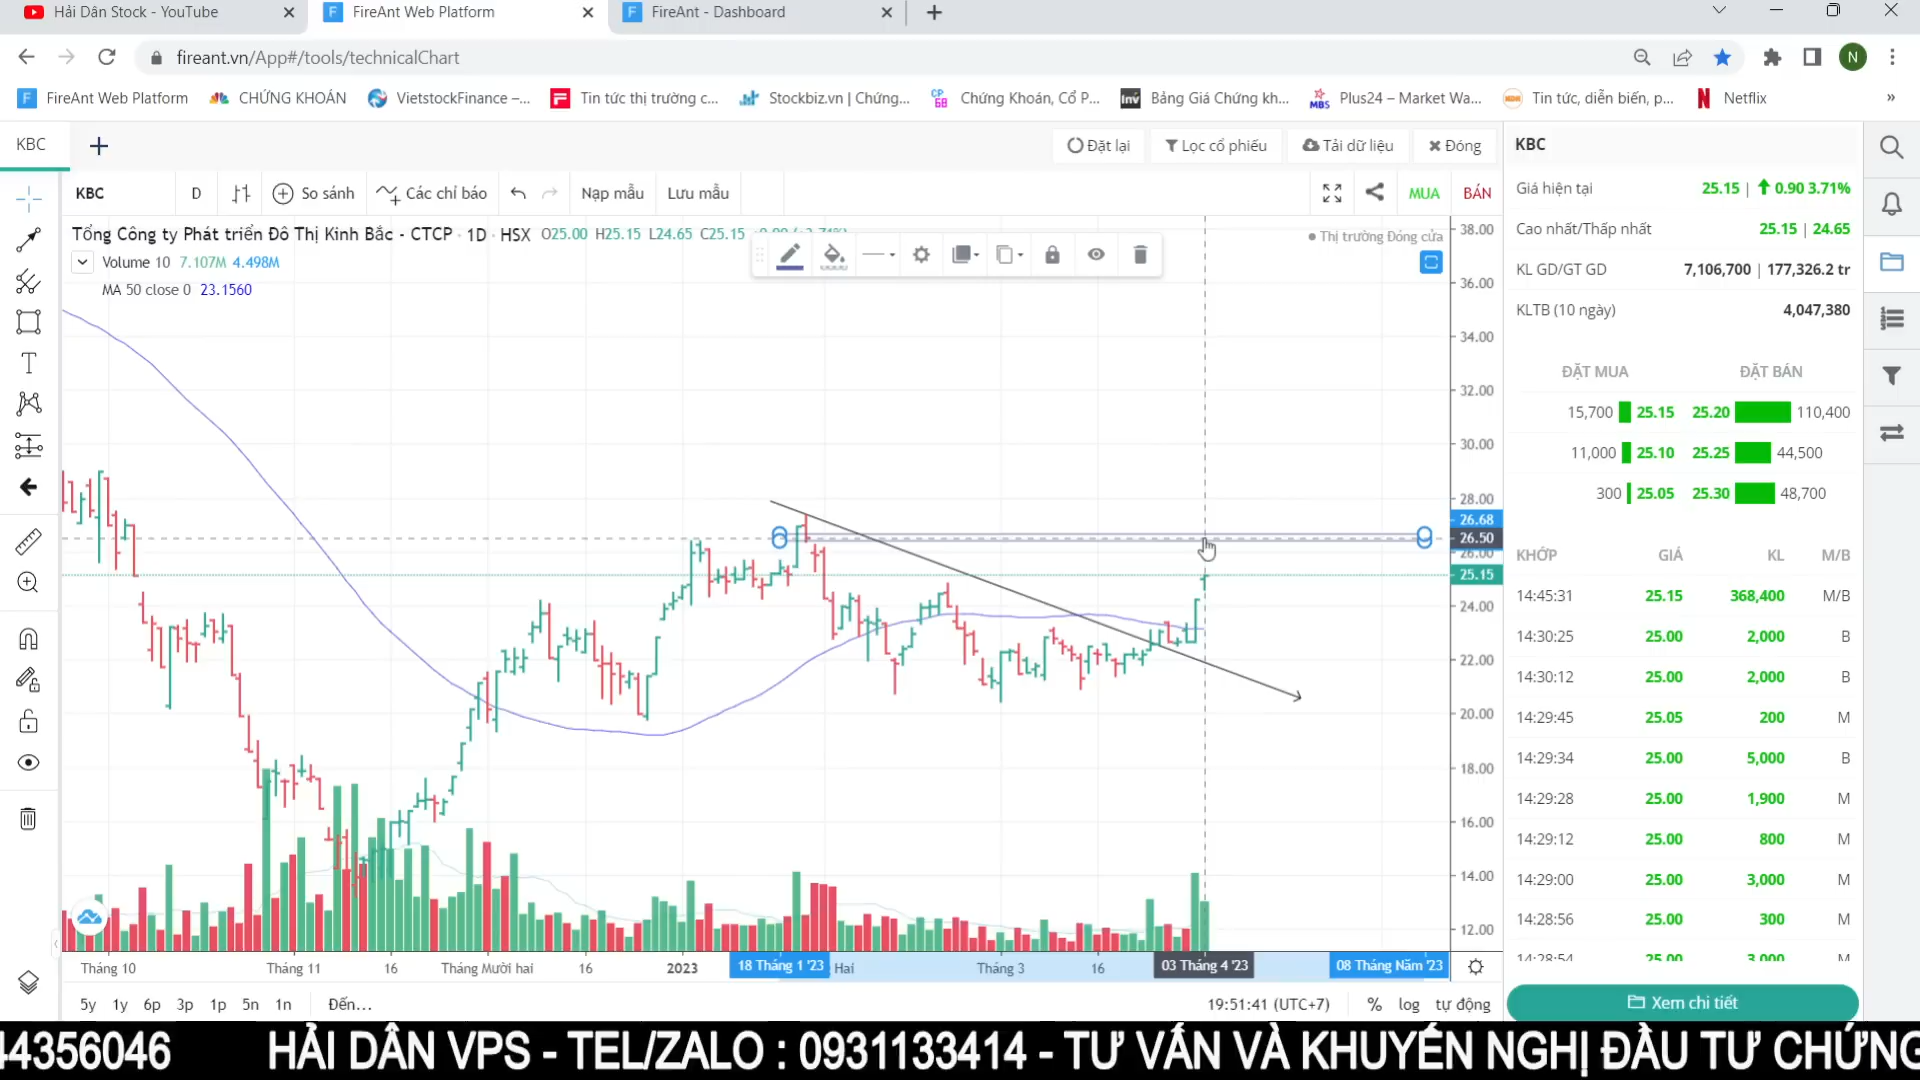 Hải Dân Stock - YouTube
FireAnt Web Platform
FireAnt - Dashboard
fireant.vn/App#/tools/technicalChart
N
FireAnt Web Platform
CHỨNG KHOÁN
VietstockFinance –...
Tin tức thị trường c...
Stockbiz.vn | Chứng...
Chứng Khoán, Cổ P...
Bảng Giá Chứng kh...
Plus24 – Market Wa...
Tin tức, diễn biến, p...
Netflix
»
KBC
Đặt lại
Lọc cổ phiếu
Tải dữ liệu
Đóng
KBC
D
So sánh
Các chỉ báo
Nạp mẫu
Lưu mẫu
MUA
BÁN
Tổng Công ty Phát triển Đô Thị Kinh Bắc - CTCP · 1D · HSX O25.00 H25.15 L24.65 C25.15
Thị trường Đóng cửa
Volume 10 7.107M 4.498M
MA 50 close 0 23.1560
38.00
36.00
34.00
32.00
30.00
28.00
26.68
26.50
26.00
25.15
24.00
22.00
20.00
18.00
16.00
14.00
12.00
Tháng 10
Tháng 11
16
Tháng Mười hai
16
2023
18 Tháng 1 '23
Hai
Tháng 3
16
03 Tháng 4 '23
08 Tháng Năm '23
5y 1y 6p 3p 1p 5n 1n Đến...
19:51:41 (UTC+7) % log tự động
KBC
Giá hiện tại 25.15 | 0.90 3.71%
Cao nhất/Thấp nhất 25.15 | 24.65
KL GD/GT GD 7,106,700 | 177,326.2 tr
KLTB (10 ngày) 4,047,380
ĐẶT MUA ĐẶT BÁN
15,700 25.15 25.20 110,400
11,000 25.10 25.25 44,500
300 25.05 25.30 48,700
KHỚP GIÁ KL M/B
14:45:31 25.15 368,400 M/B
14:30:25 25.00 2,000 B
14:30:12 25.00 2,000 B
14:29:45 25.05 200 M
14:29:34 25.00 5,000 B
14:29:28 25.00 1,900 M
14:29:12 25.00 800 M
14:29:00 25.00 3,000 M
14:28:56 25.00 300 M
14:28:54 25.00 3,000 M
Xem chi tiết
44356046 HẢI DÂN VPS - TEL/ZALO : 0931133414 - TƯ VẤN VÀ KHUYẾN NGHỊ ĐẦU TƯ CHỨNG